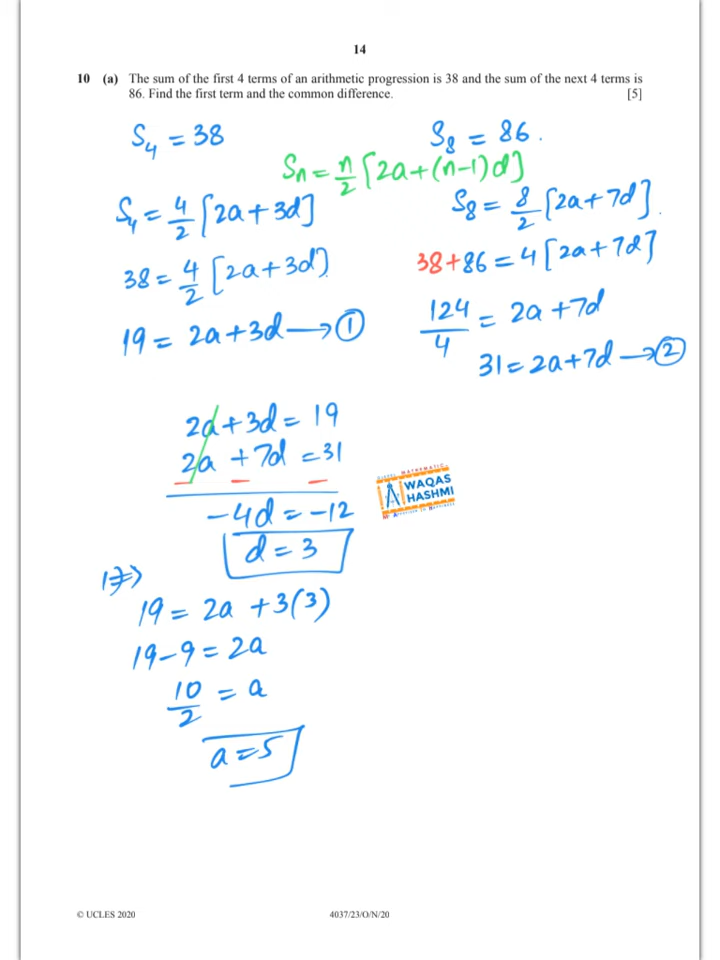 14
10 (a) The sum of the first 4 terms of an arithmetic progression is 38 and the sum of the next 4 terms is
86. Find the first term and the common difference. [5]
S₄ = 38
S₈ = 86.
Sn = n/2 [2a+(n-1)d]
S₄ = 4/2 [2a+3d]
S₈ = 8/2 [2a+7d]
38 = 4/2 [2a+3d]
38+86 = 4[2a+7d]
19 = 2a+3d → ①
124/4 = 2a+7d
31 = 2a+7d → ②
2a+3d = 19
2a +7d = 31
− − −
-4d = -12
d = 3
1 ⇒
19 = 2a +3(3)
19-9 = 2a
10/2 = a
a = 5
WAQAS
HASHMI
© UCLES 2020
4037/23/O/N/20